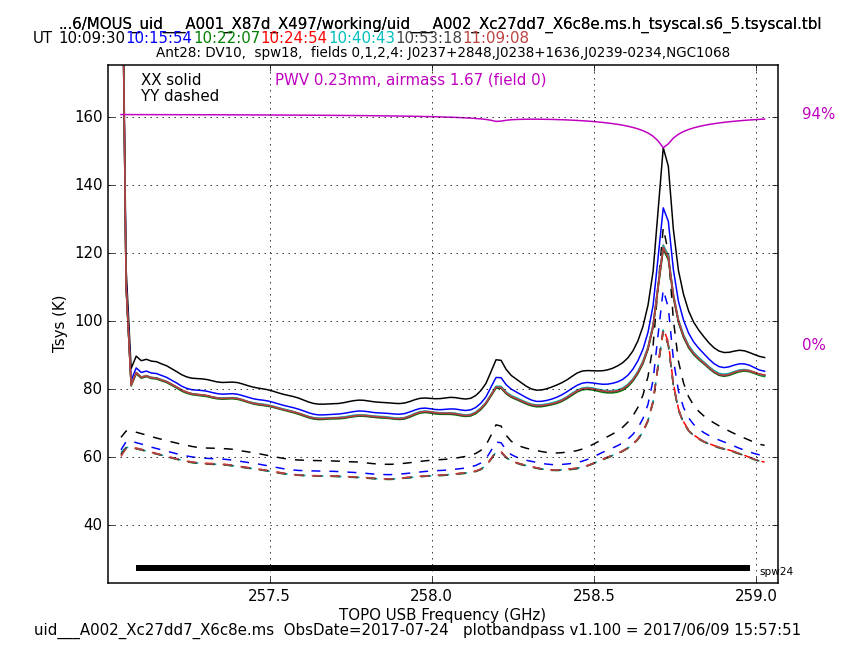 ...6/MOUS_uid___A001_X87d_X497/working/uid___A002_Xc27dd7_X6c8e.ms.h_tsyscal.s6_5.tsyscal.tbl
UT 10:09:30 10:15:54 10:22:07 10:24:54 10:40:43 10:53:18 11:09:08
Ant28: DV10, spw18, fields 0,1,2,4: J0237+2848,J0238+1636,J0239-0234,NGC1068
XX solid
YY dashed
PWV 0.23mm, airmass 1.67 (field 0)
94%
0%
160
140
120
100
80
60
40
Tsys (K)
spw24
257.5 258.0 258.5 259.0
TOPO USB Frequency (GHz)
uid___A002_Xc27dd7_X6c8e.ms ObsDate=2017-07-24 plotbandpass v1.100 = 2017/06/09 15:57:51